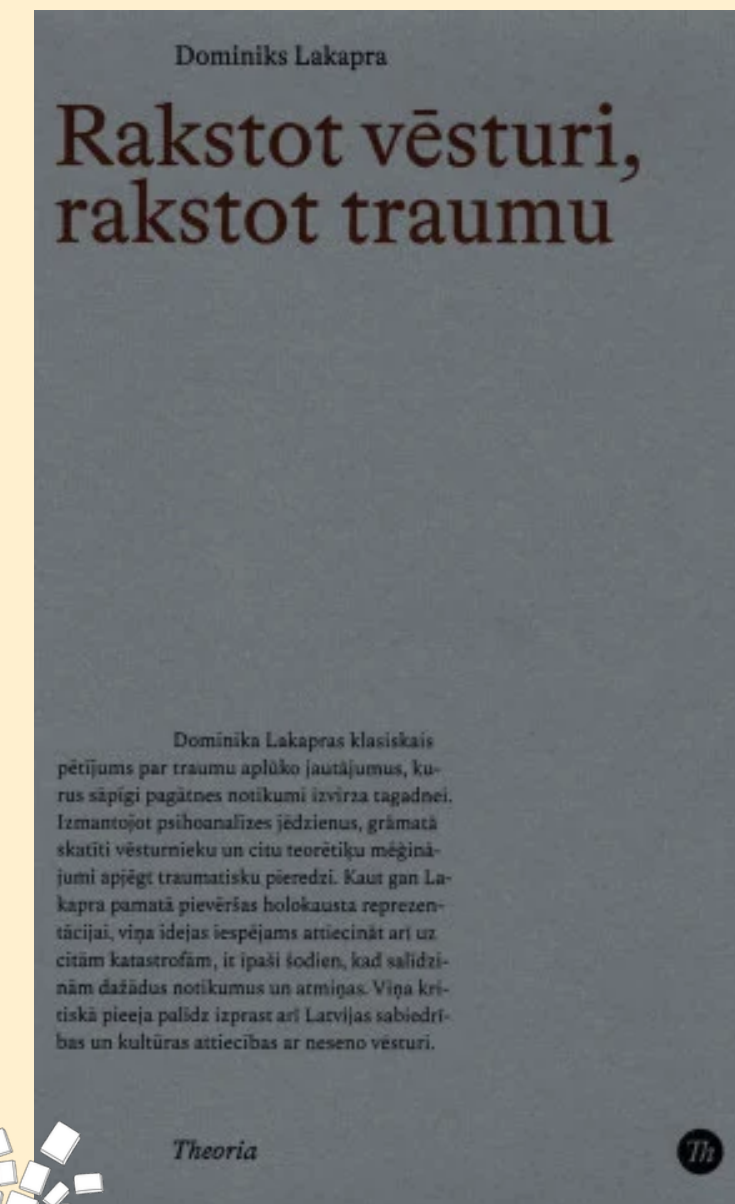 Dominiks Lakapra
Rakstot vēsturi,
rakstot traumu
Dominika Lakapras klasiskais
pētījums par traumu aplūko jautājumus, ku-
rus sāpīgi pagātnes notikumi izvirza tagadnei.
Izmantojot psihoanalīzes jēdzienus, grāmatā
skatīti vēsturnieku un citu teorētiķu mēģinā-
jumi apjēgt traumatisku pieredzi. Kaut gan La-
kapra pamatā pievēršas holokausta reprezen-
tācijai, viņa idejas iespējams attiecināt arī uz
citām katastrofām, it īpaši šodien, kad salīdzi-
nām dažādus notikumus un atmiņas. Viņa kri-
tiskā pieeja palīdz izprast arī Latvijas sabiedrī-
bas un kultūras attiecības ar neseno vēsturi.
Theoria
Th